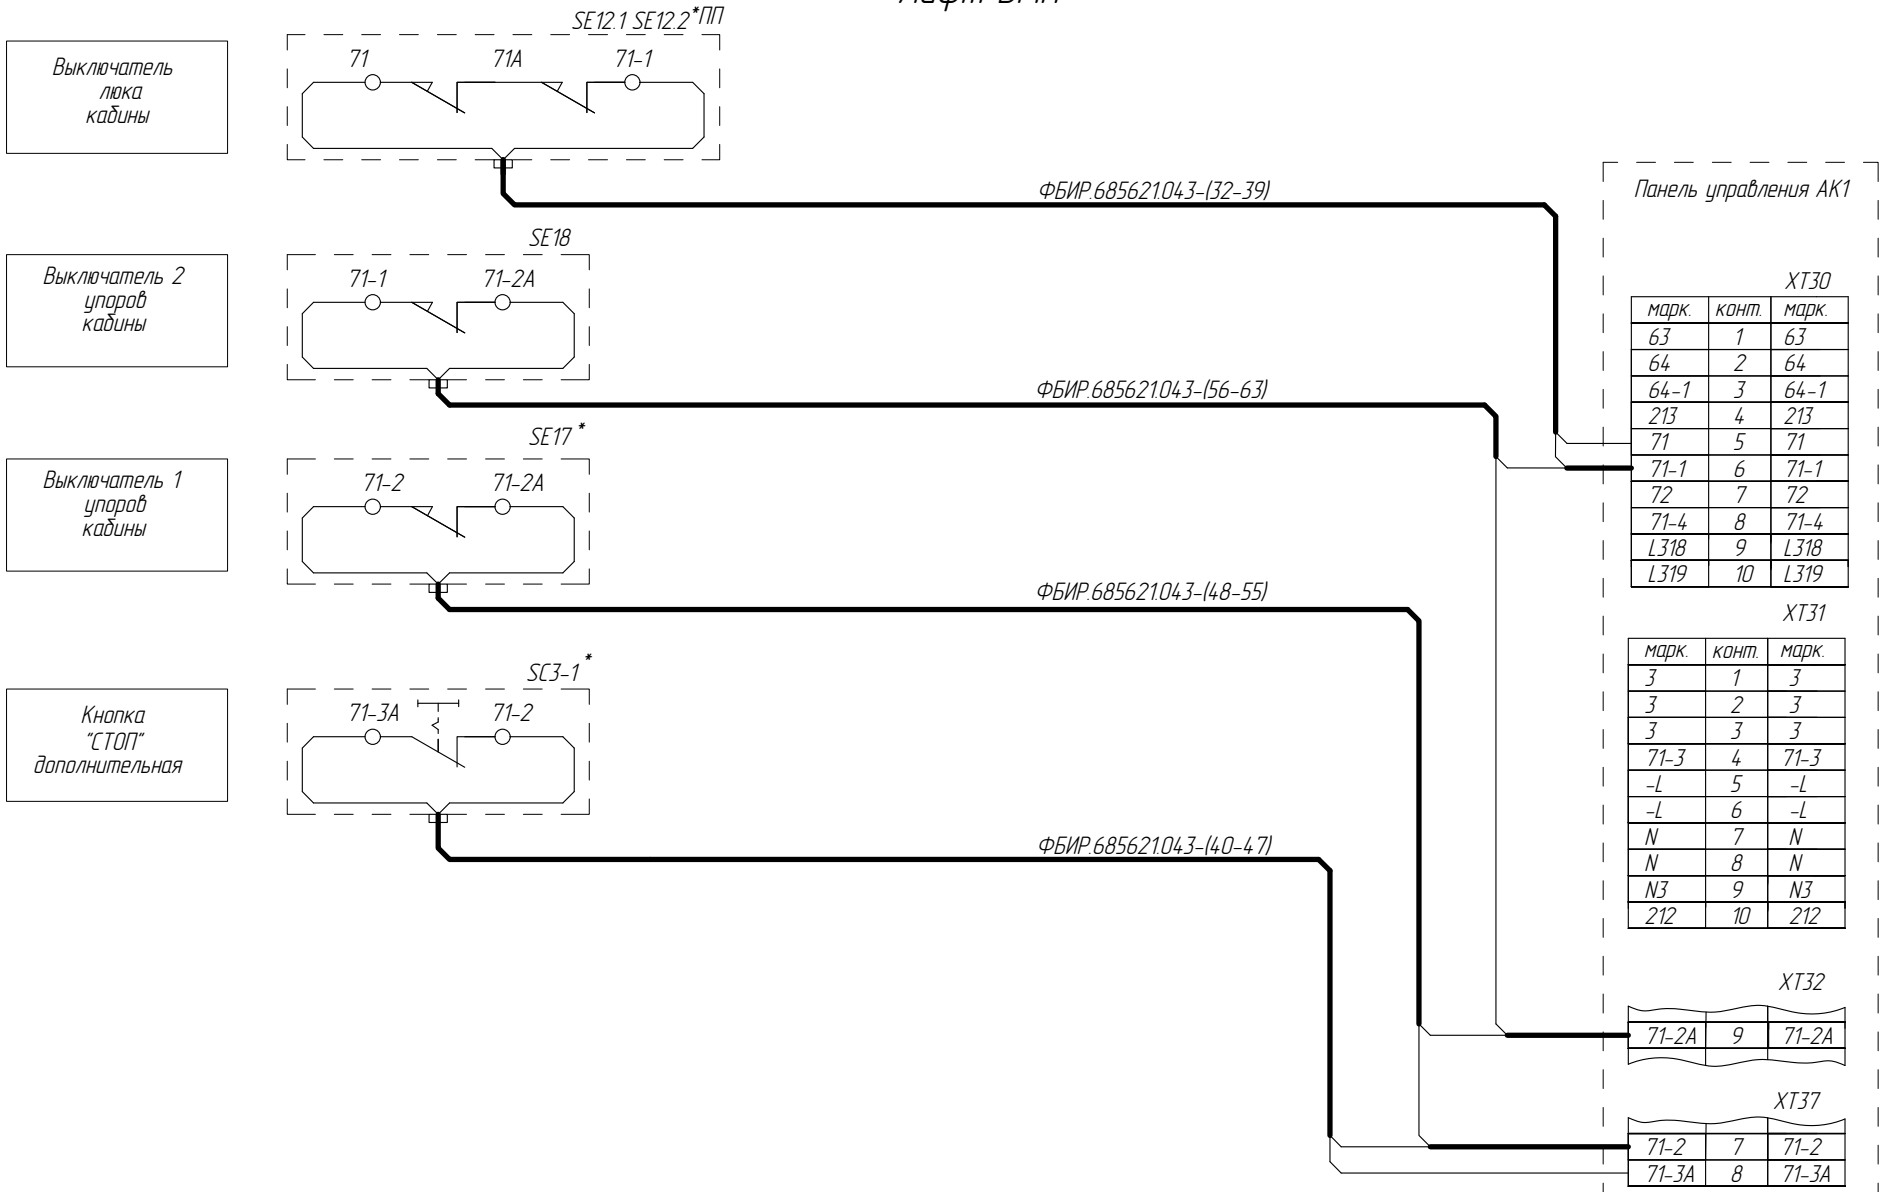 SE12.1 SE12.2*ПП
Выключатель
люка
кабины
71 71А 71-1
ФБИР.685621.043-(32-39)
Панель управления АК1
SE18
Выключатель 2
упоров
кабины
71-1 71-2А
ФБИР.685621.043-(56-63)
SE17 *
Выключатель 1
упоров
кабины
71-2 71-2А
ФБИР.685621.043-(48-55)
SC3-1 *
Кнопка
"СТОП"
дополнительная
71-3А 71-2
ФБИР.685621.043-(40-47)
XT30
марк. конт. марк.
63 1 63
64 2 64
64-1 3 64-1
213 4 213
71 5 71
71-1 6 71-1
72 7 72
71-4 8 71-4
L318 9 L318
L319 10 L319
XT31
марк. конт. марк.
3 1 3
3 2 3
3 3 3
71-3 4 71-3
-L 5 -L
-L 6 -L
N 7 N
N 8 N
N3 9 N3
212 10 212
XT32
71-2А 9 71-2А
XT37
71-2 7 71-2
71-3А 8 71-3А